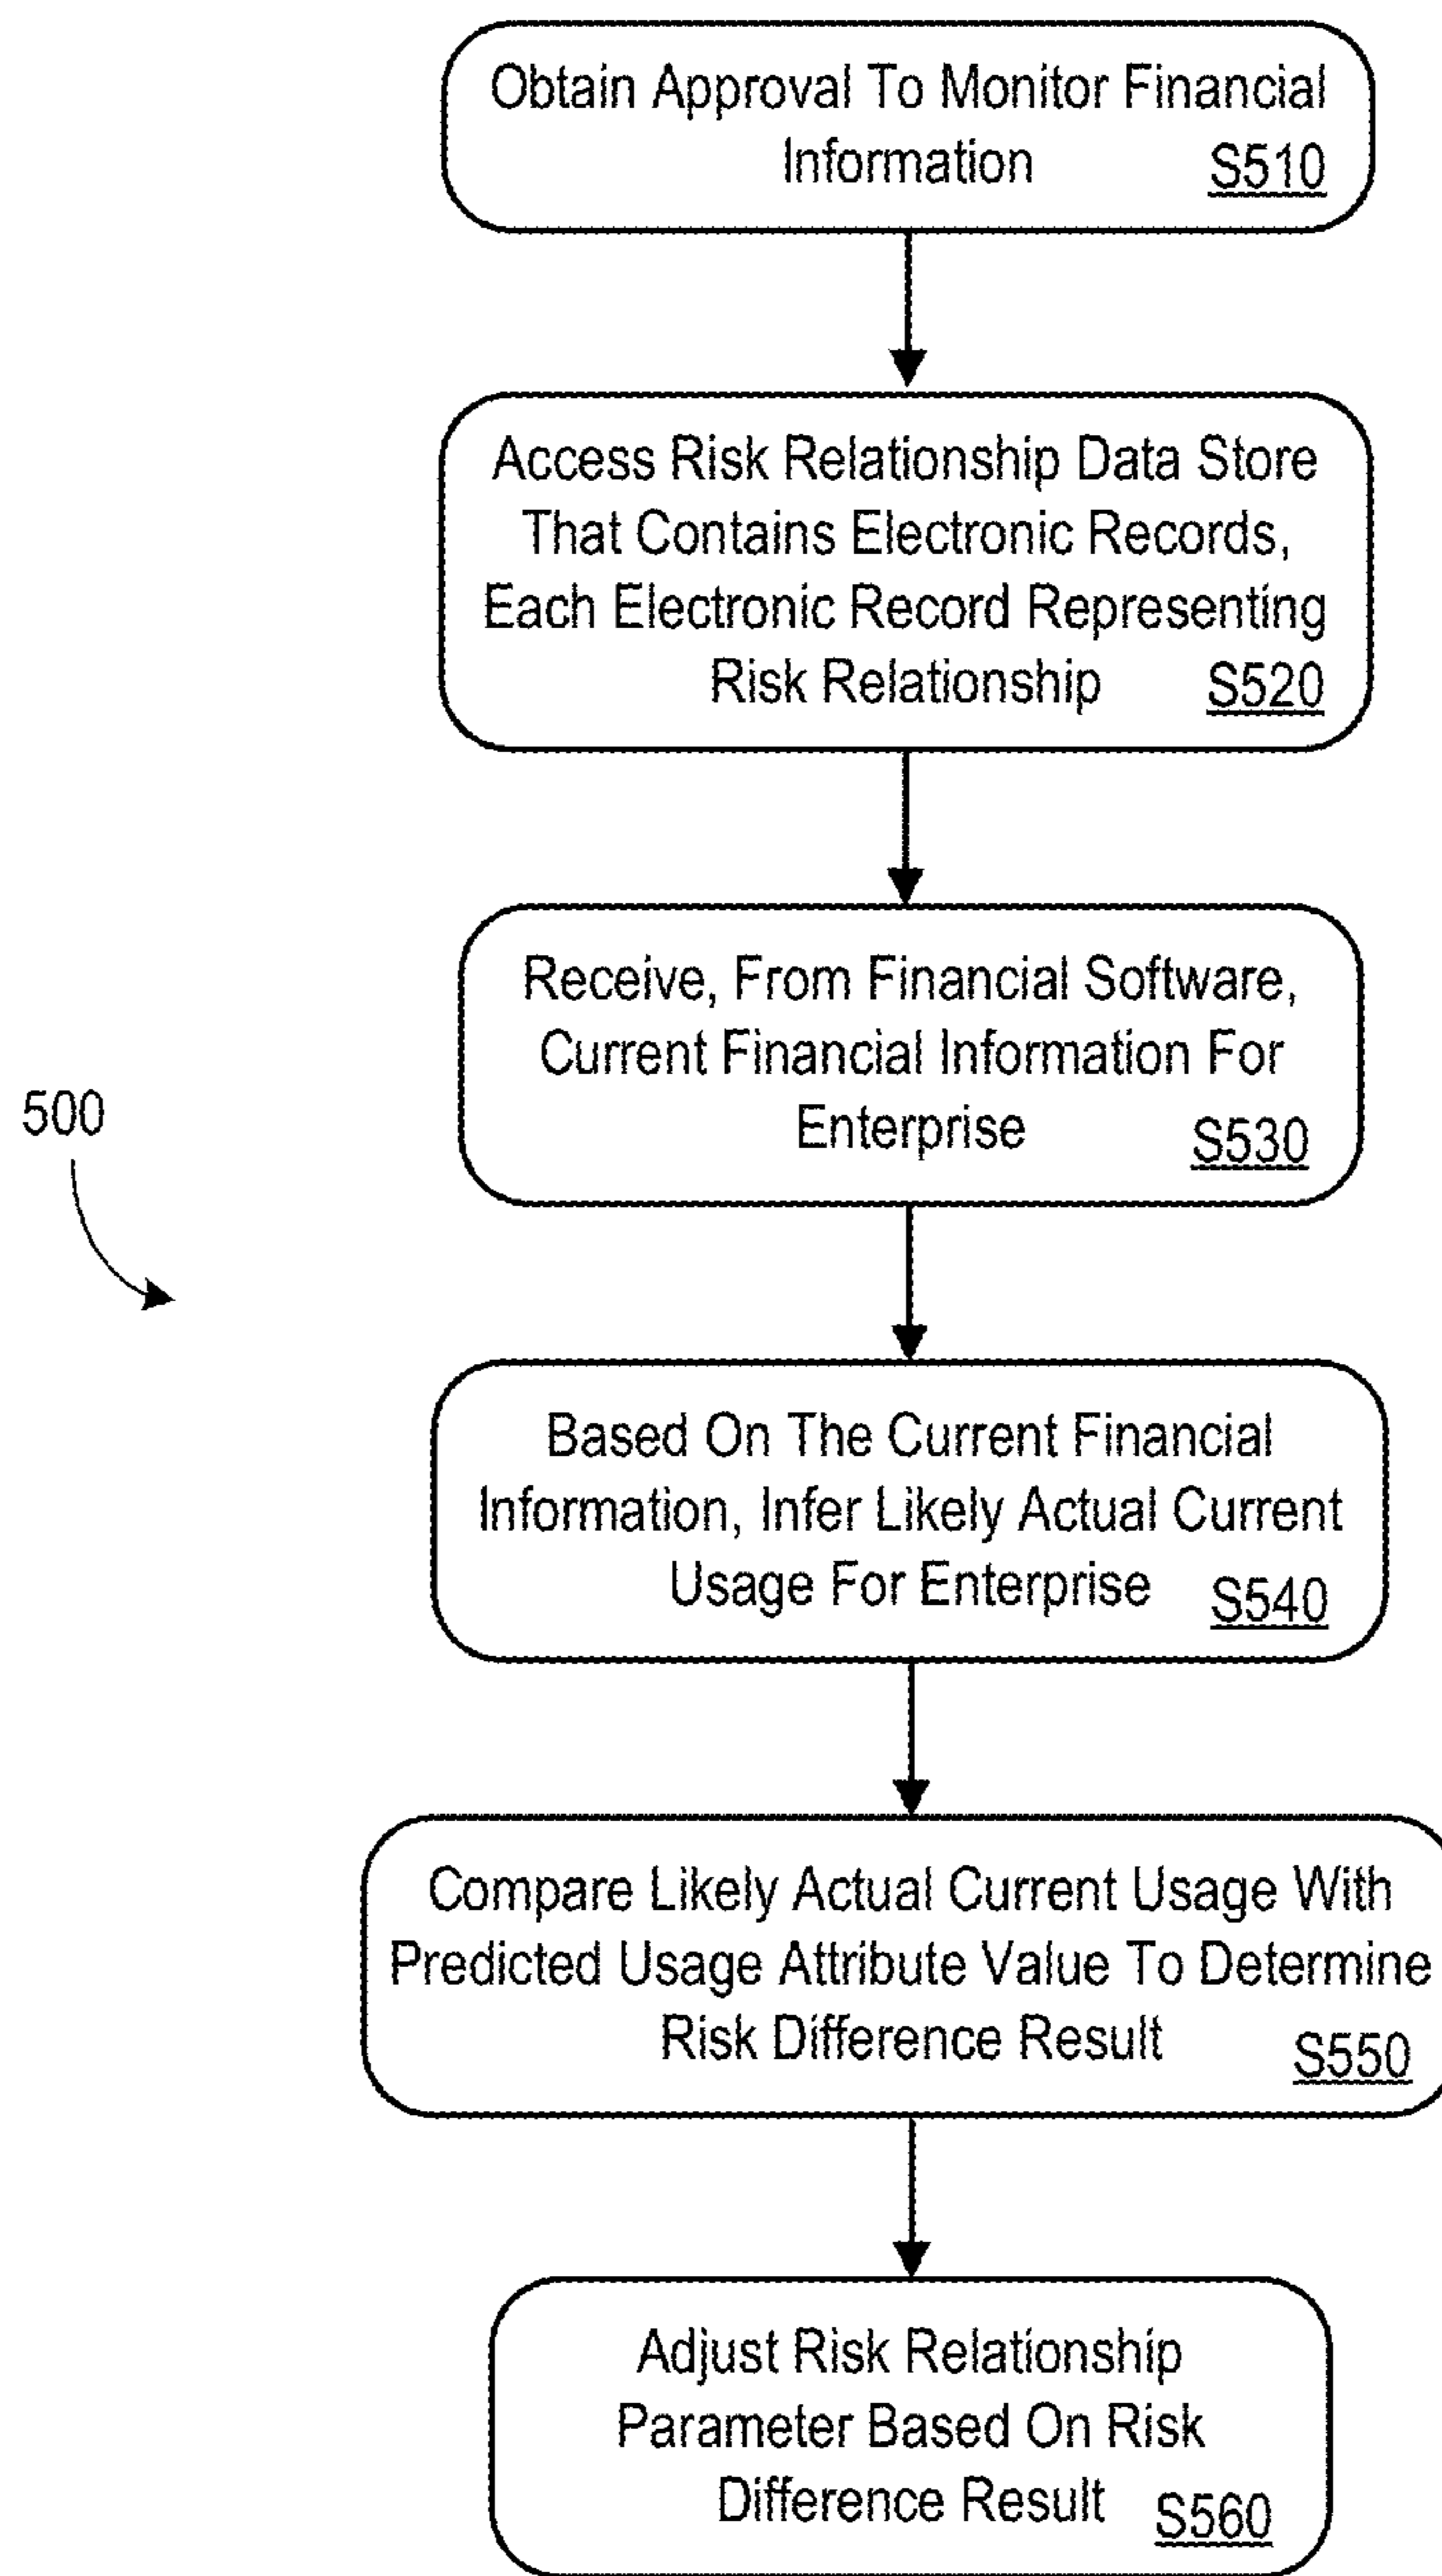 Obtain Approval To Monitor Financial
Information S510
Access Risk Relationship Data Store
That Contains Electronic Records,
Each Electronic Record Representing
Risk Relationship S520
Receive, From Financial Software,
Current Financial Information For
Enterprise S530
500
Based On The Current Financial
Information, Infer Likely Actual Current
Usage For Enterprise S540
Compare Likely Actual Current Usage With
Predicted Usage Attribute Value To Determine
Risk Difference Result S550
Adjust Risk Relationship
Parameter Based On Risk
Difference Result S560